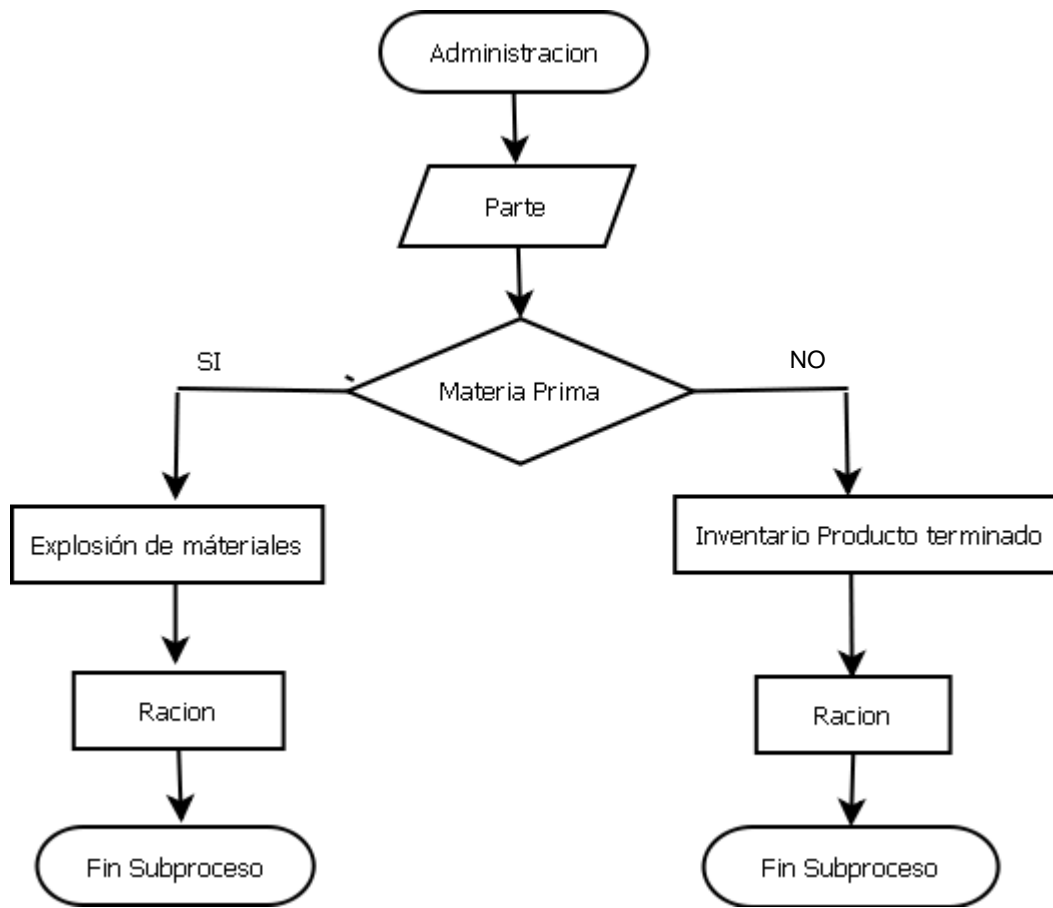 Administracion
Parte
SI
NO
Materia Prima
Explosión de máteriales
Inventario Producto terminado
Racion
Racion
Fin Subproceso
Fin Subproceso